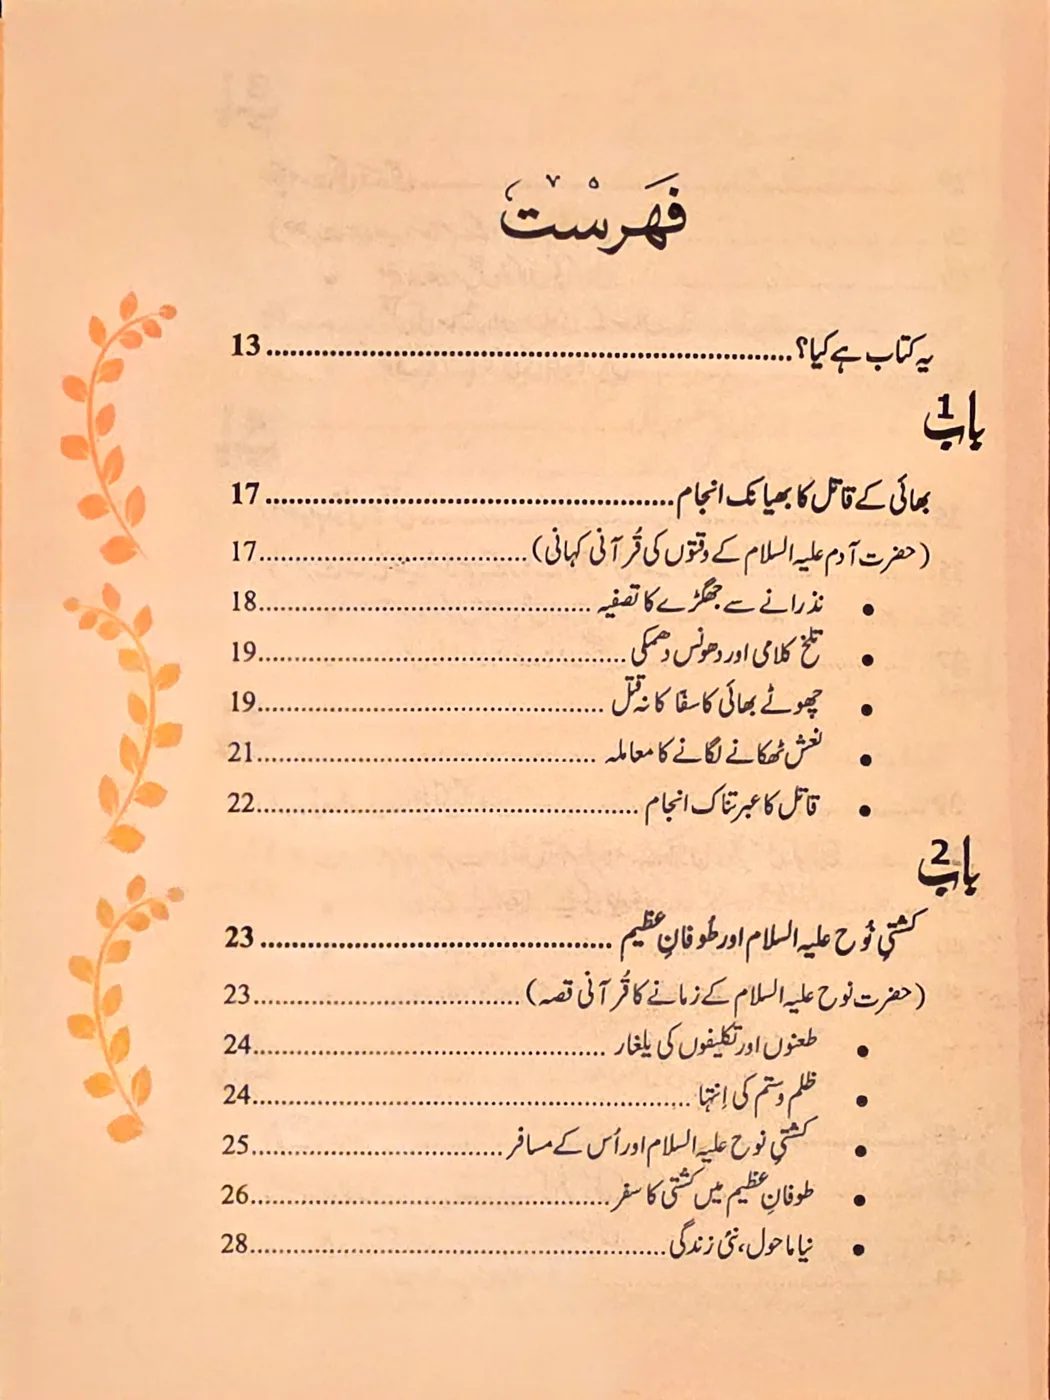 فہرست
یہ کتاب ہے کیا؟ 13
باب 1
بھائی کے قاتل کا بھیانک انجام 17
(حضرت آدم علیہ السلام کے وقتوں کی قُرآنی کہانی) 17
• نذرانے سے جھگڑے کا تصفیہ 18
• تلخ کلامی اور دھونس دھمکی 19
• چھوٹے بھائی کا سفاکانہ قتل 19
• نعش ٹھکانے لگانے کا معاملہ 21
• قاتل کا عبرتناک انجام 22
باب 2
کشتیِ نُوح علیہ السلام اور طُوفانِ عظیم 23
(حضرت نوح علیہ السلام کے زمانے کا قُرآنی قصہ) 23
• طعنوں اور تکلیفوں کی یلغار 24
• ظلم وستم کی اِنتہا 24
• کشتیِ نوح علیہ السلام اور اُس کے مسافر 25
• طوفانِ عظیم میں کشتی کا سفر 26
• نیا ماحول، نئی زندگی 28